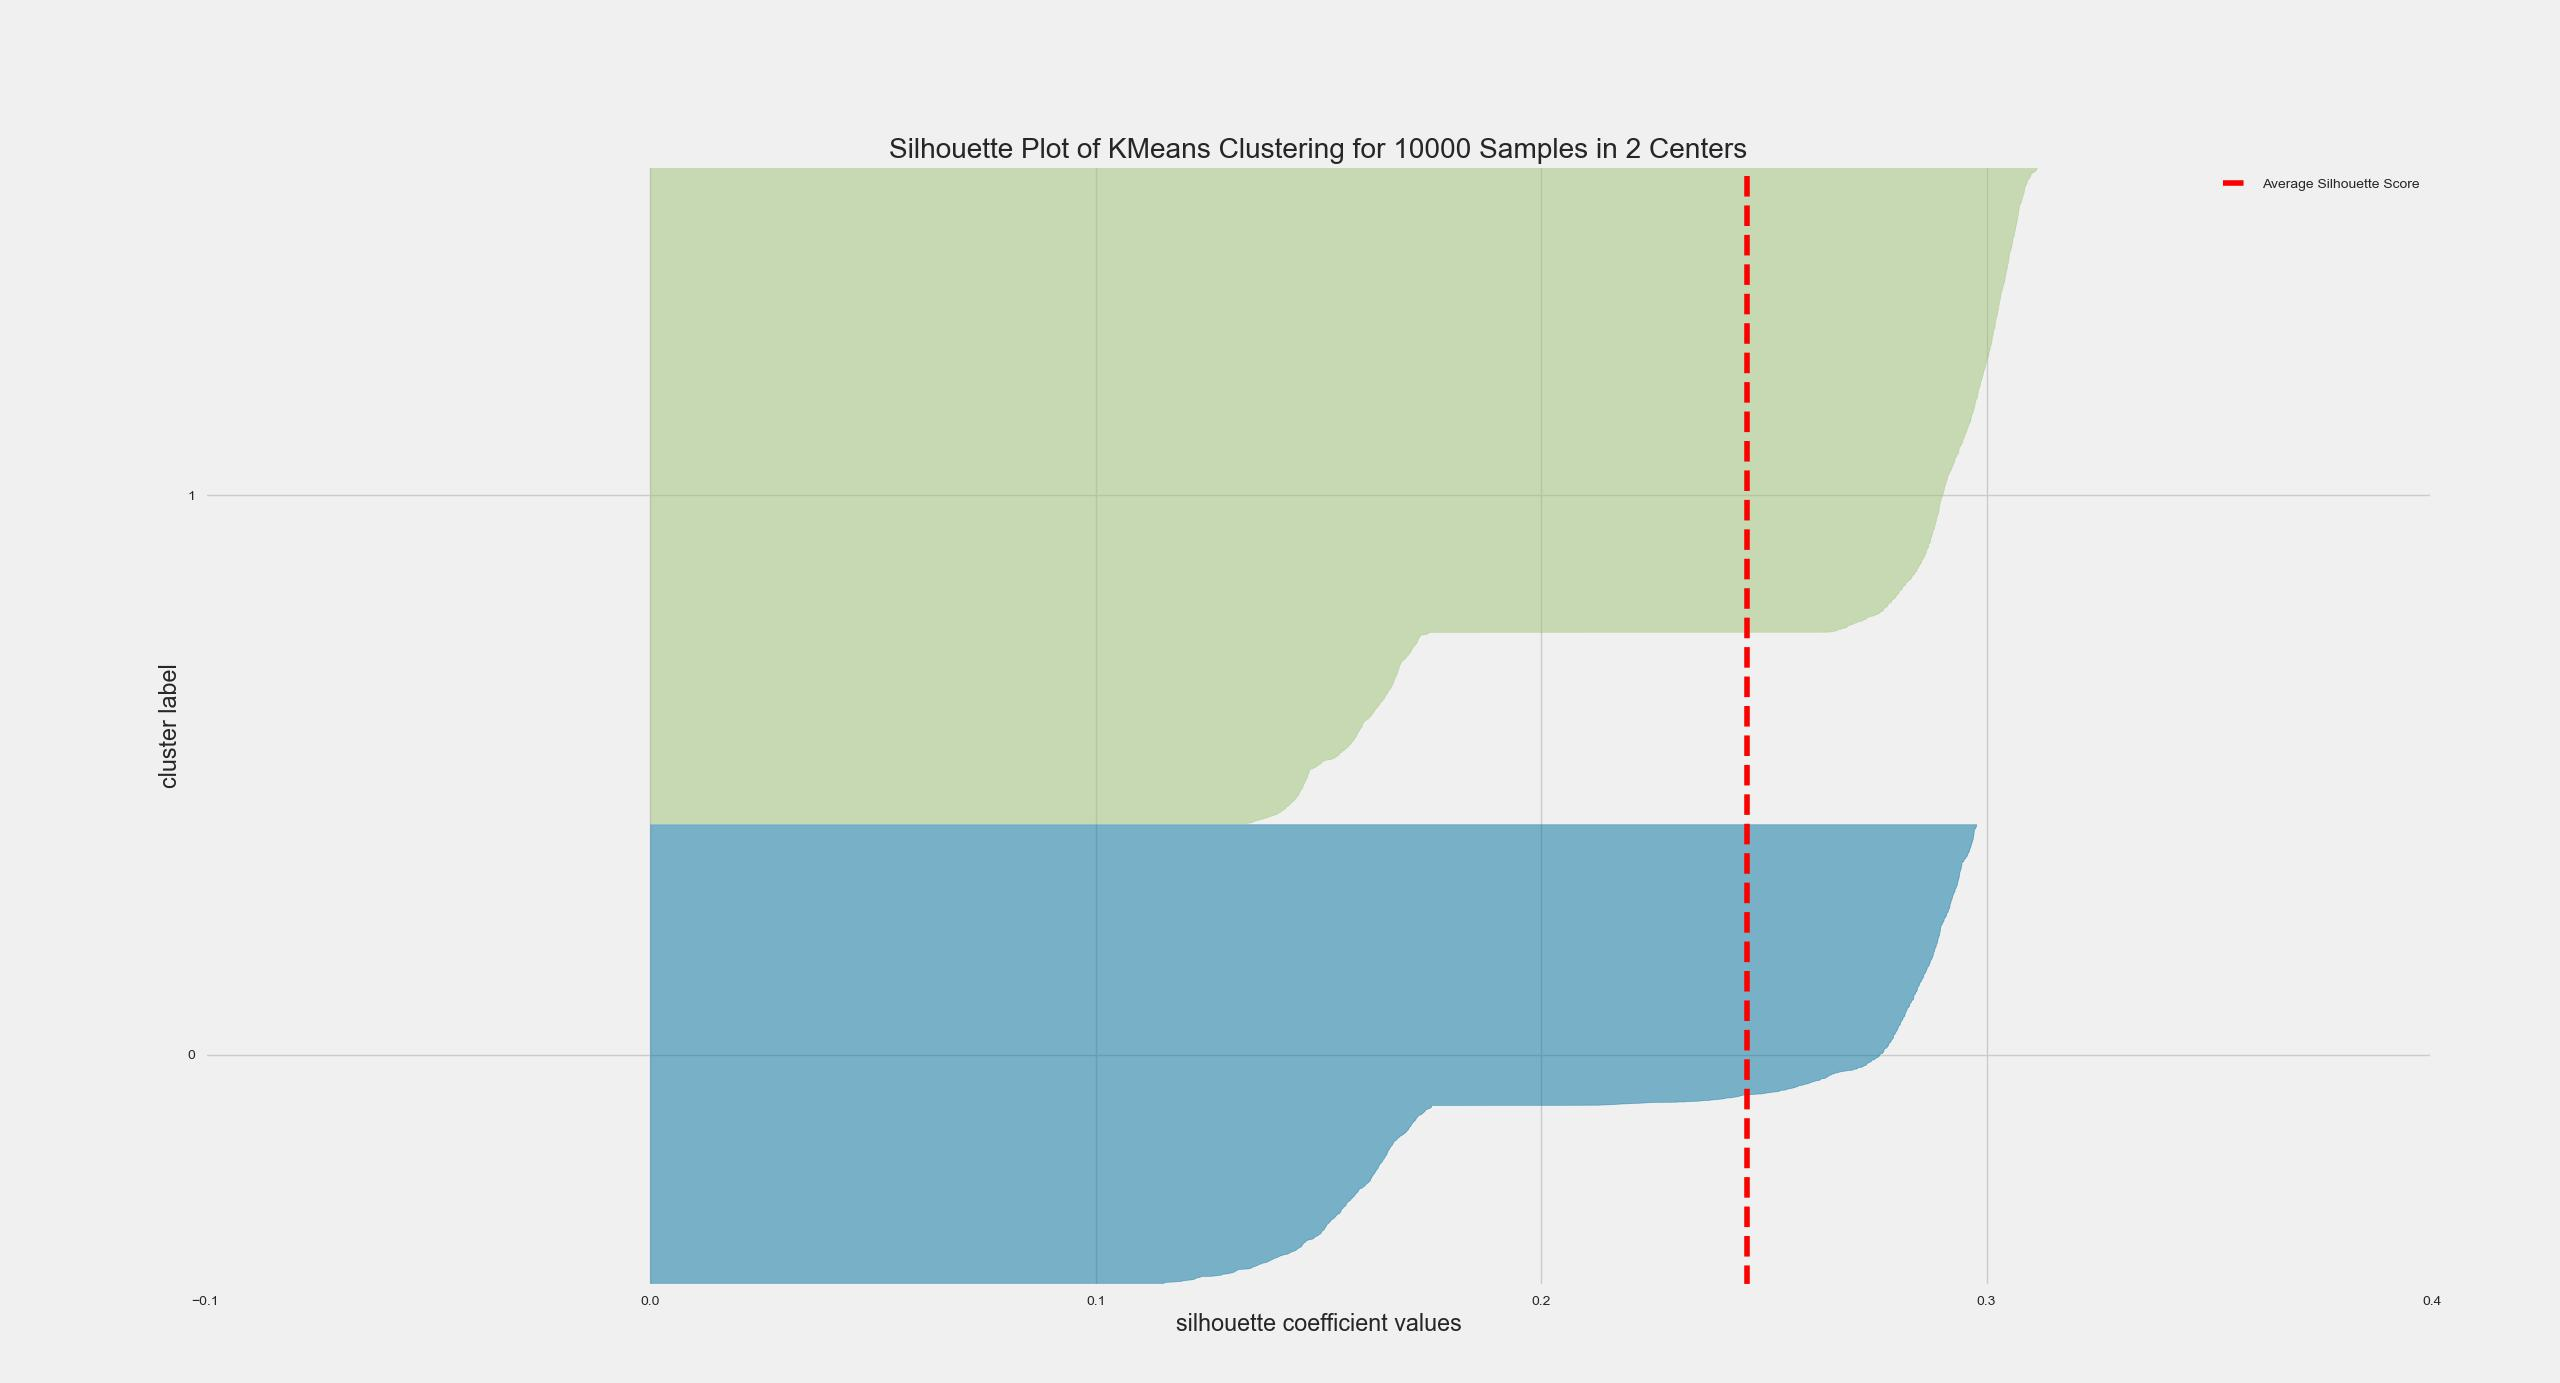 Silhouette Plot of KMeans Clustering for 10000 Samples in 2 Centers
Average Silhouette Score
1
cluster label
0
−0.1 0.0 0.1 0.2 0.3 0.4
silhouette coefficient values